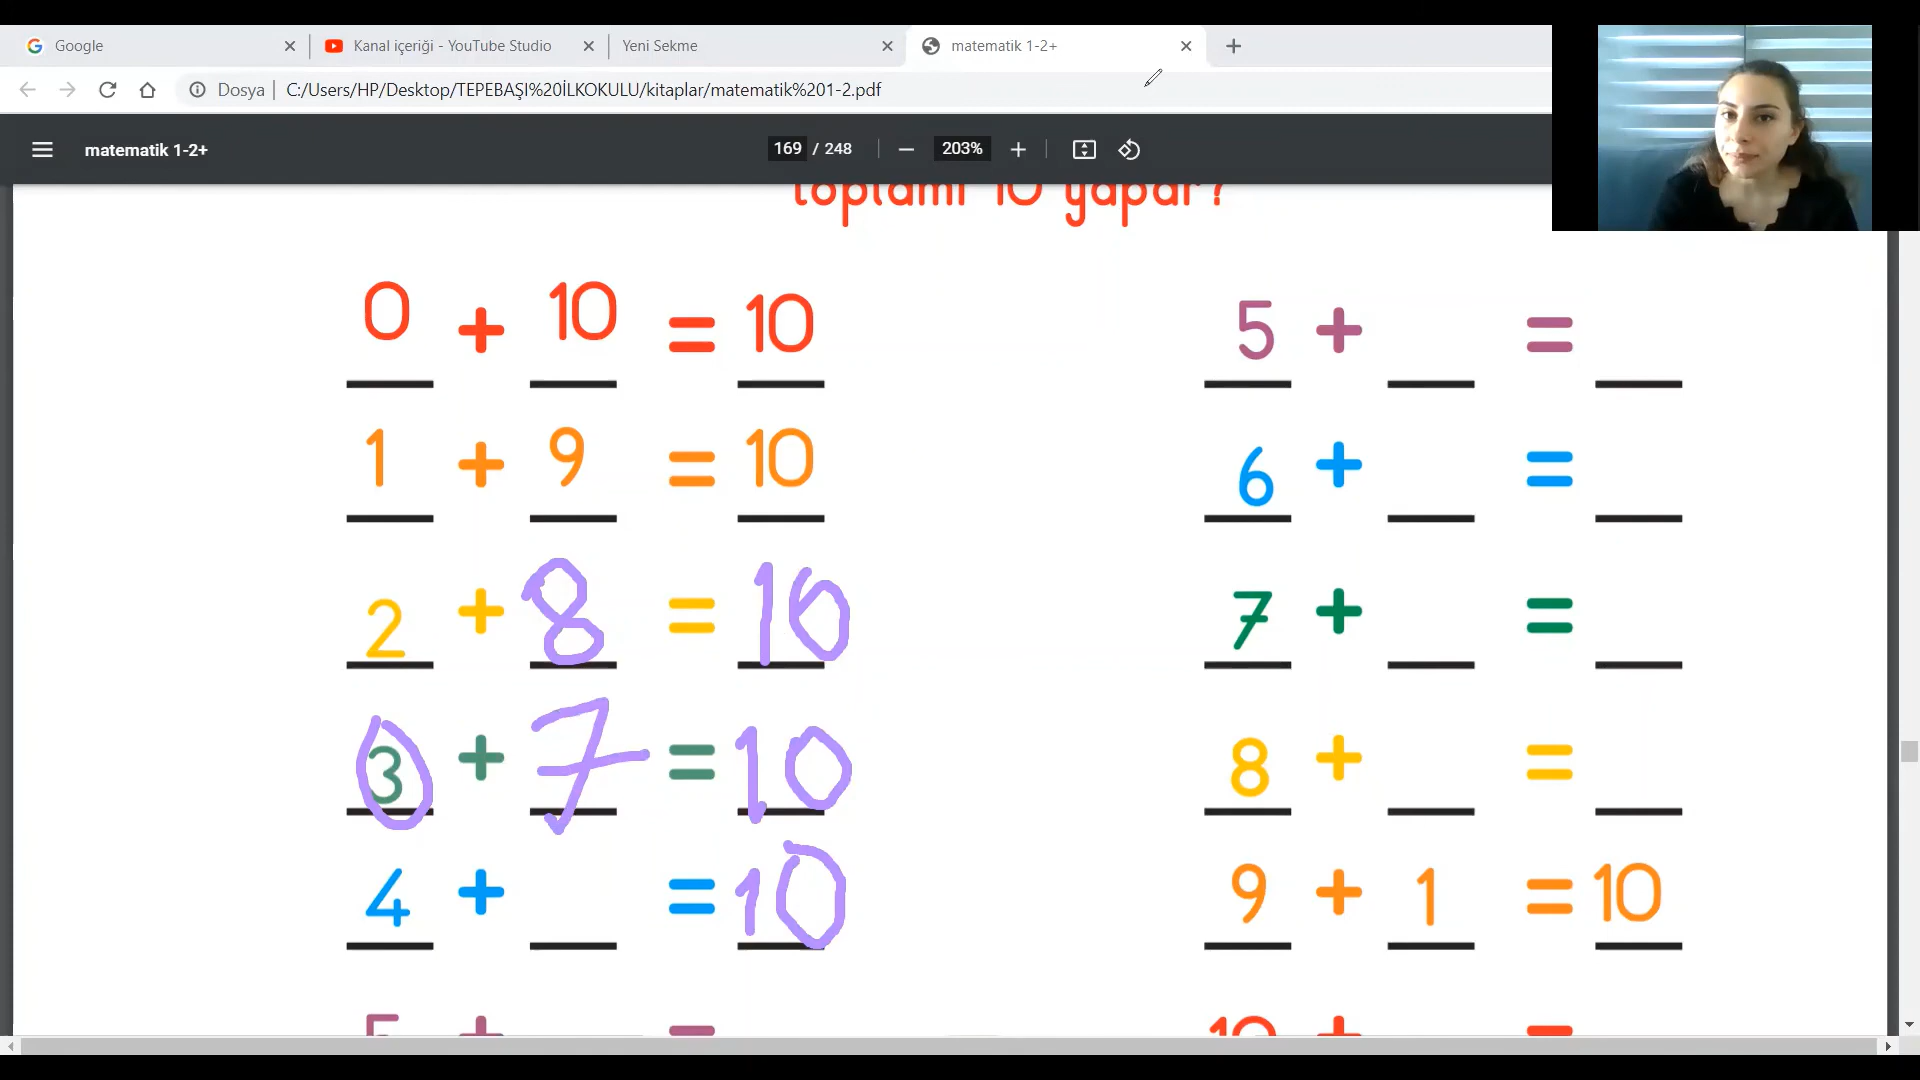 Google
Kanal içeriği - YouTube Studio
Yeni Sekme
matematik 1-2+
Dosya
C:/Users/HP/Desktop/TEPEBAŞI%20İLKOKULU/kitaplar/matematik%201-2.pdf
matematik 1-2+
169 / 248
203%
toplamı 10 yapar?
0 + 10 = 10
1 + 9 = 10
2 + 8 = 10
3 + 7 = 10
4 + = 10
5 + =
5 + =
6 + =
7 + =
8 + =
9 + 1 = 10
10 + =